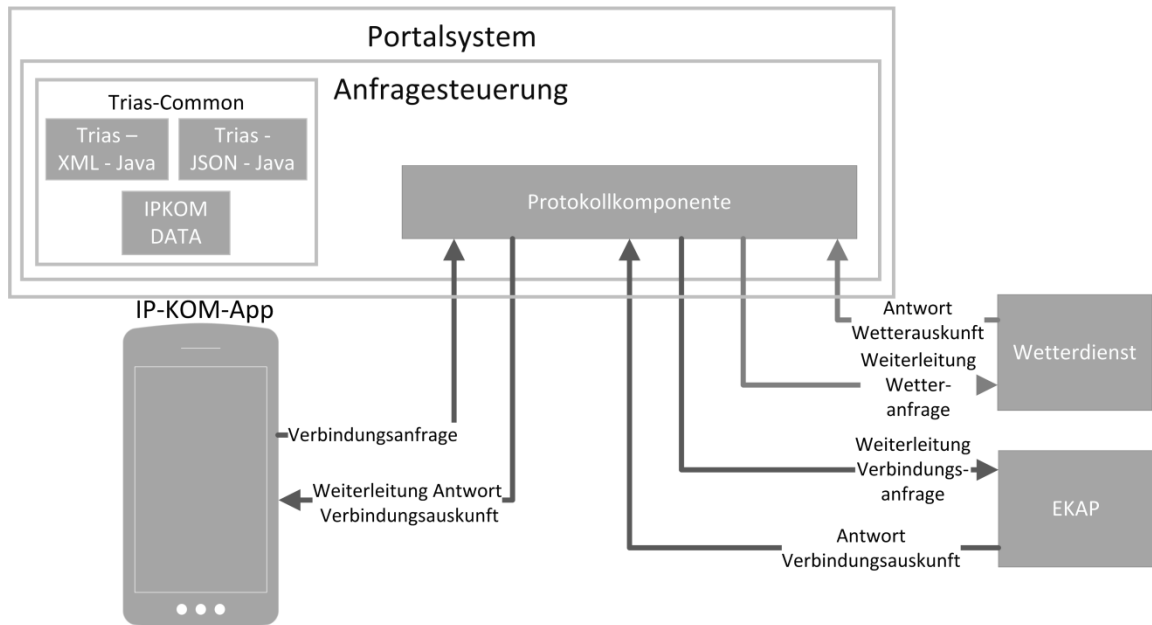 Portalsystem
Anfragesteuerung
Trias-Common
Trias –
XML - Java
Trias -
JSON - Java
IPKOM
DATA
Protokollkomponente
IP-KOM-App
Verbindungsanfrage
Weiterleitung Antwort
Verbindungsauskunft
Antwort
Wetterauskunft
Wetterdienst
Weiterleitung
Wetter-
anfrage
Weiterleitung
Verbindungs-
anfrage
EKAP
Antwort
Verbindungsauskunft